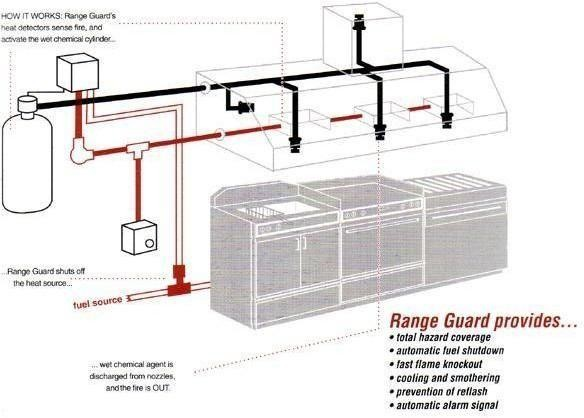 HOW IT WORKS: Range Guard's
heat detectors sense fire, and
activate the wet chemical cylinder...
...Range Guard shuts off
the heat source...
fuel source
... wet chemical agent is
discharged from nozzles,
and the fire is OUT.
Range Guard provides...
• total hazard coverage
• automatic fuel shutdown
• fast flame knockout
• cooling and smothering
• prevention of reflash
• automatic alarm signal